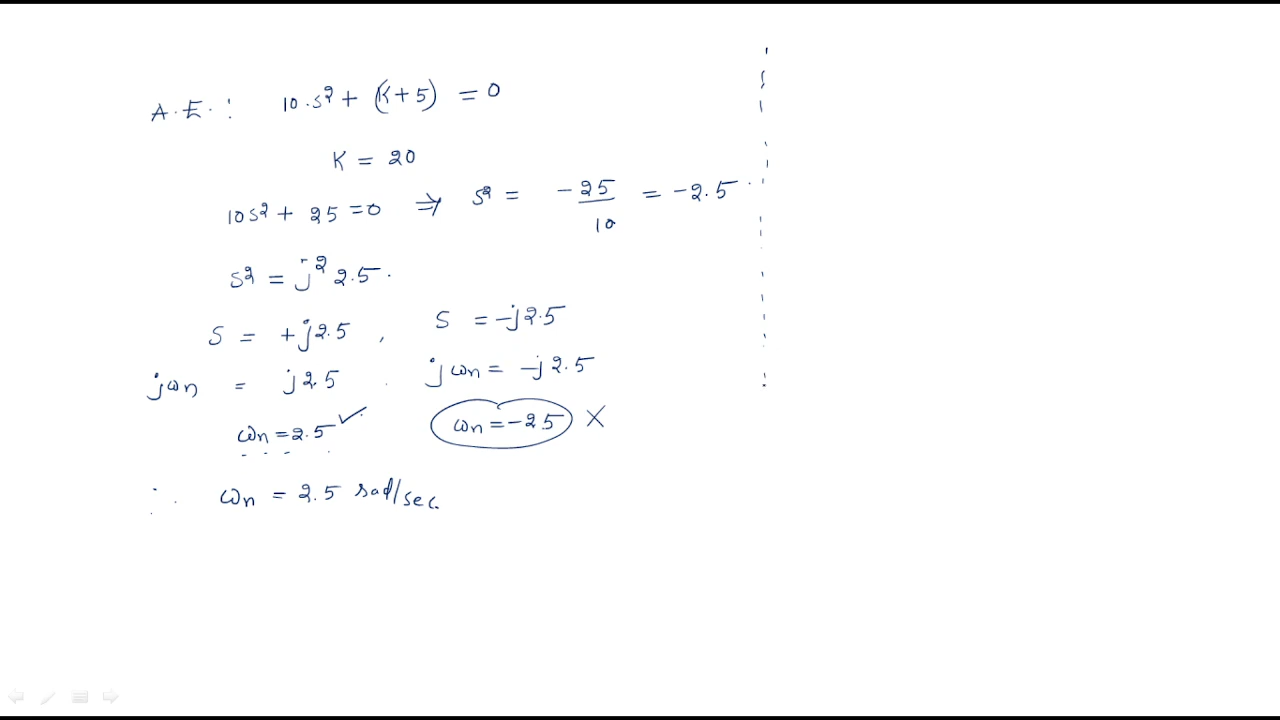 A.E.: 10.s² + (K+5) = 0
K = 20
10s² + 25 = 0 ⇒ s² = -25/10 = -2.5
s² = j² 2.5.
S = +j2.5, S = -j2.5
jωn = j2.5 jωn = -j2.5
ωn = 2.5 ✓ ωn = -2.5 X
∴ ωn = 2.5 rad/sec